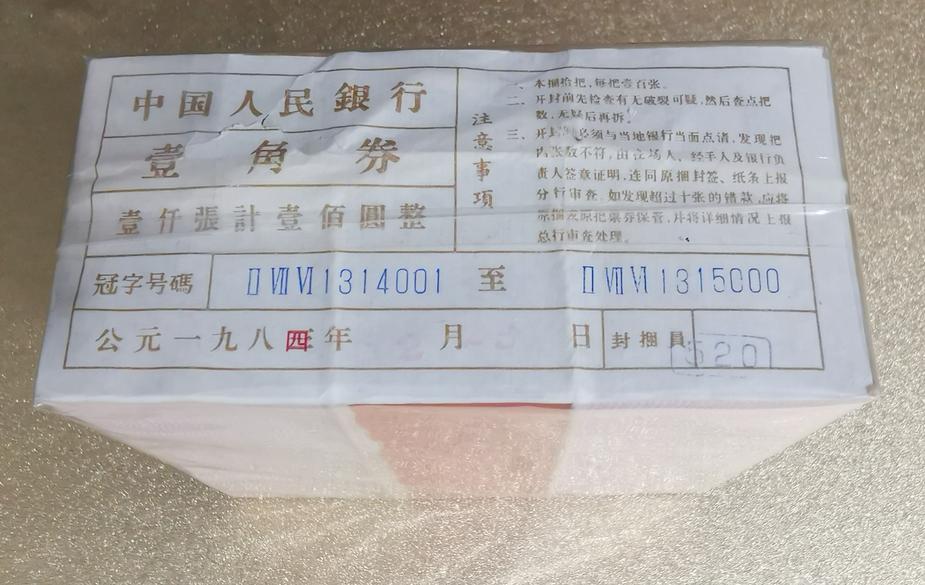 中国人民銀行
壹角券
壹仟張計壹佰圓整
注意事項
一、本捆拾把，每把壹百张。
二、开封前先检查有无破裂可疑，然后查点把
数，无疑后再拆。
三、开封时必须与当地银行当面点清，发现把
内张数不符，由在场人、经手人及银行负
责人签章证明，连同原捆封签、纸条上报
分行审查。如发现超过十张的错款，应将
原捆及原把票券保管，并将详细情况上报
总行审查处理。
冠字号碼 ⅡⅦⅥ1314001 至 ⅡⅦⅥ1315000
公元一九八四年 月 日 封捆員 520